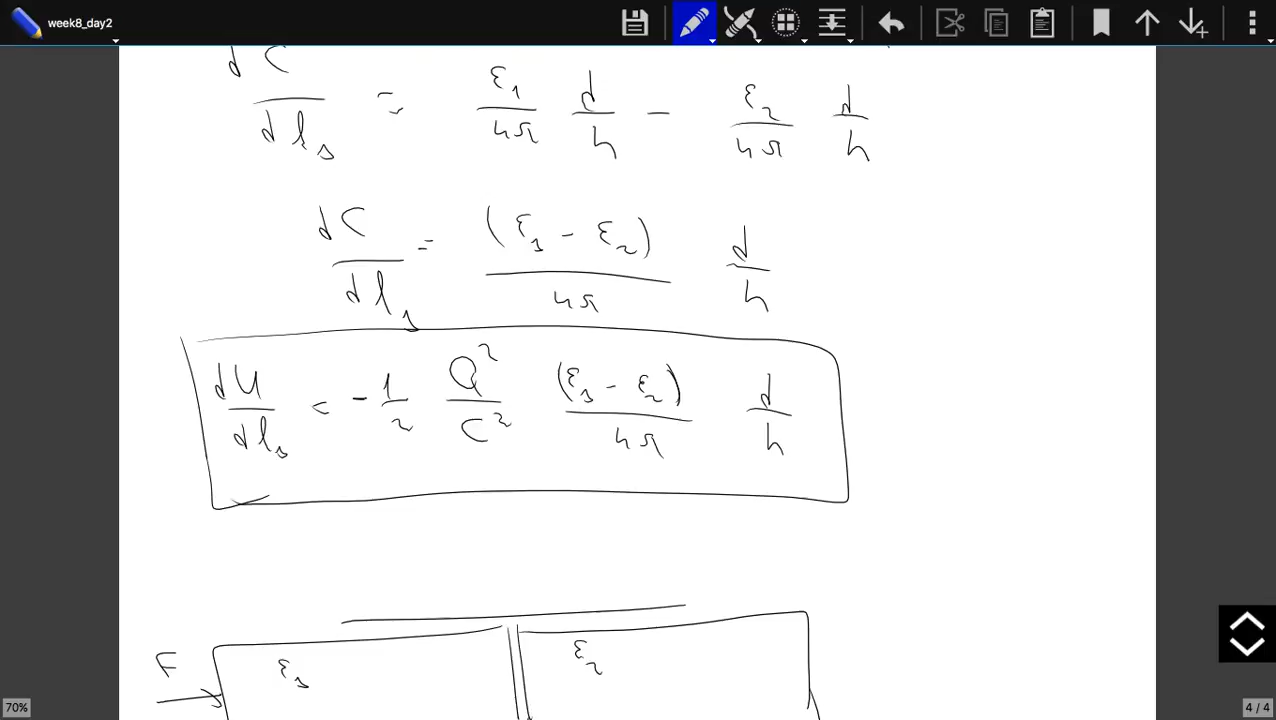 week8_day2
dC/dl₁ = ε₁/4π d/h − ε₂/4π d/h
dC/dl₁ = (ε₁ − ε₂)/4π d/h
dU/dl₁ = −1/2 Q²/C² (ε₁ − ε₂)/4π d/h
F ε₁ ε₂
70% 4 / 4